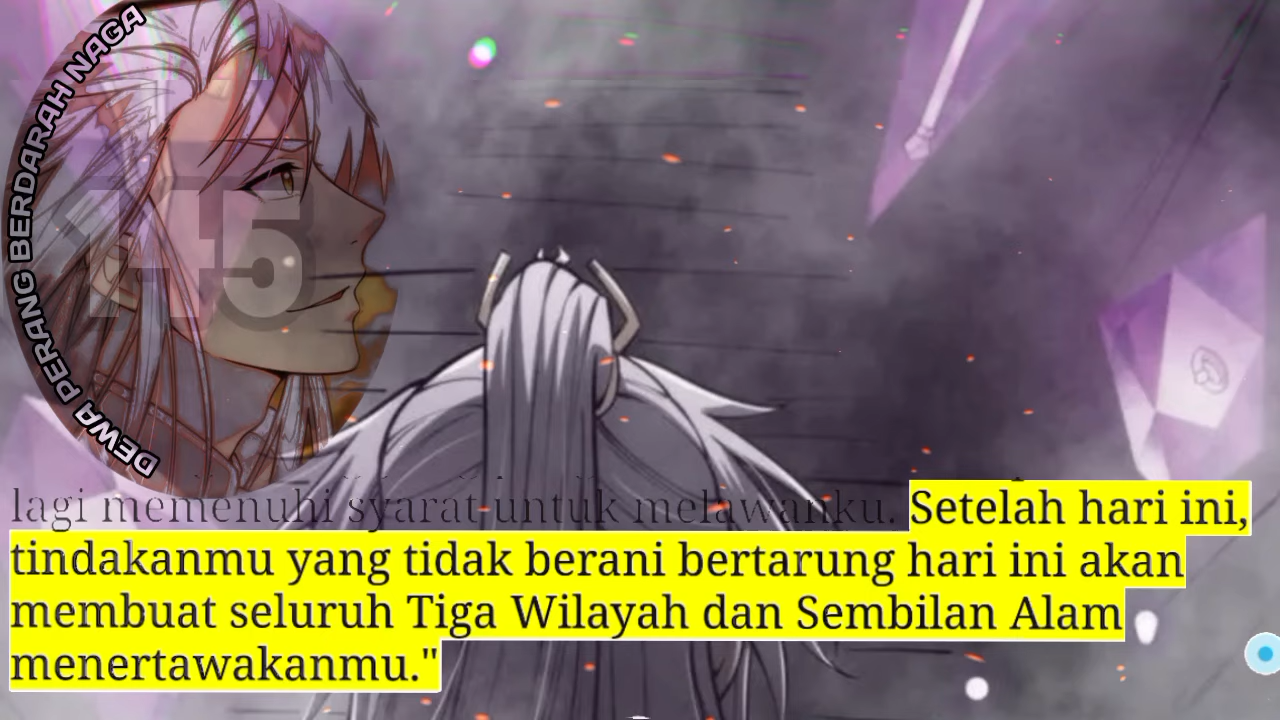 DEWA PERANG BERDARAH NAGA
145
lagi memenuhi syarat untuk melawanku. Setelah hari ini,
tindakanmu yang tidak berani bertarung hari ini akan
membuat seluruh Tiga Wilayah dan Sembilan Alam
menertawakanmu."